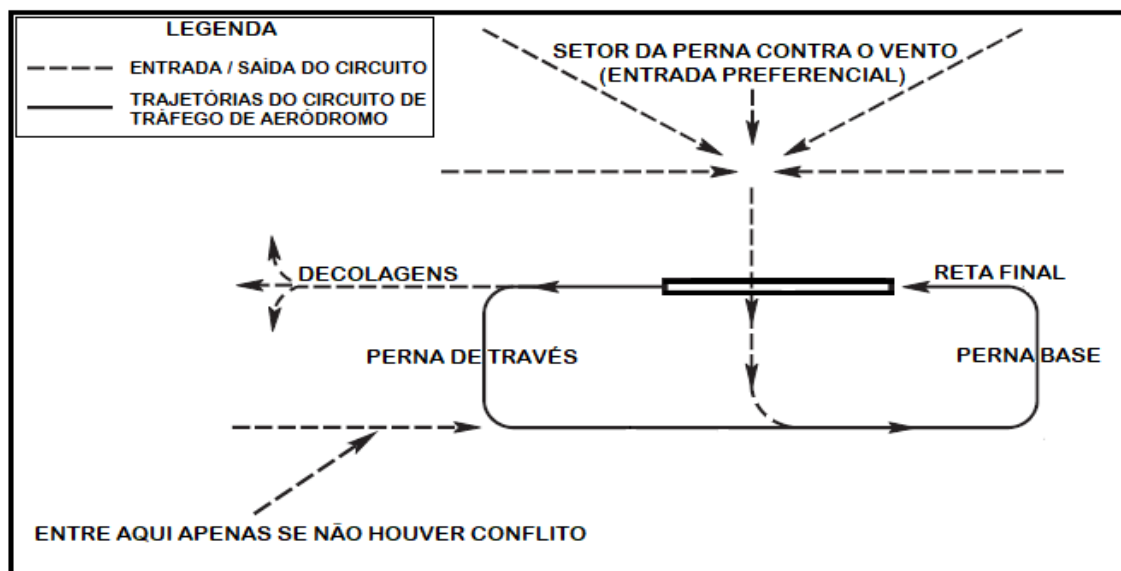 LEGENDA
ENTRADA / SAÍDA DO CIRCUITO
TRAJETÓRIAS DO CIRCUITO DE
TRÁFEGO DE AERÓDROMO
SETOR DA PERNA CONTRA O VENTO
(ENTRADA PREFERENCIAL)
DECOLAGENS
RETA FINAL
PERNA DE TRAVÉS
PERNA BASE
ENTRE AQUI APENAS SE NÃO HOUVER CONFLITO